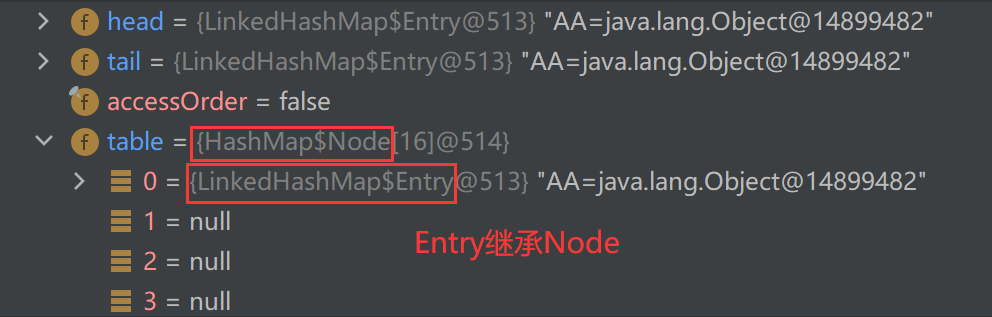 head = {LinkedHashMap$Entry@513} "AA=java.lang.Object@14899482"
tail = {LinkedHashMap$Entry@513} "AA=java.lang.Object@14899482"
accessOrder = false
table = {HashMap$Node[16]@514}
0 = {LinkedHashMap$Entry@513} "AA=java.lang.Object@14899482"
1 = null
Entry继承Node
2 = null
3 = null